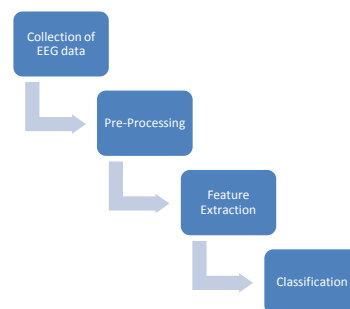 Collection of
EEG data
Pre-Processing
Feature
Extraction
Classification